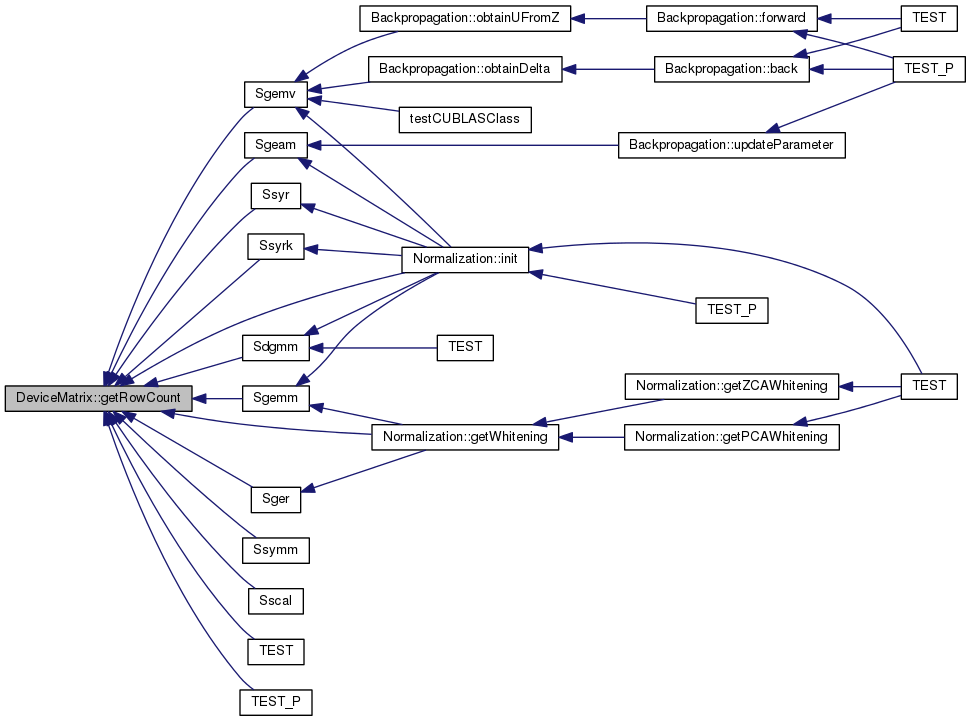 Backpropagation::obtainUFromZ
Backpropagation::forward
TEST
Backpropagation::obtainDelta
Backpropagation::back
TEST_P
Sgemv
testCUBLASClass
Sgeam
Backpropagation::updateParameter
Ssyr
Ssyrk
Normalization::init
TEST_P
Sdgmm
TEST
DeviceMatrix::getRowCount
Sgemm
Normalization::getZCAWhitening
TEST
Normalization::getWhitening
Normalization::getPCAWhitening
Sger
Ssymm
Sscal
TEST
TEST_P